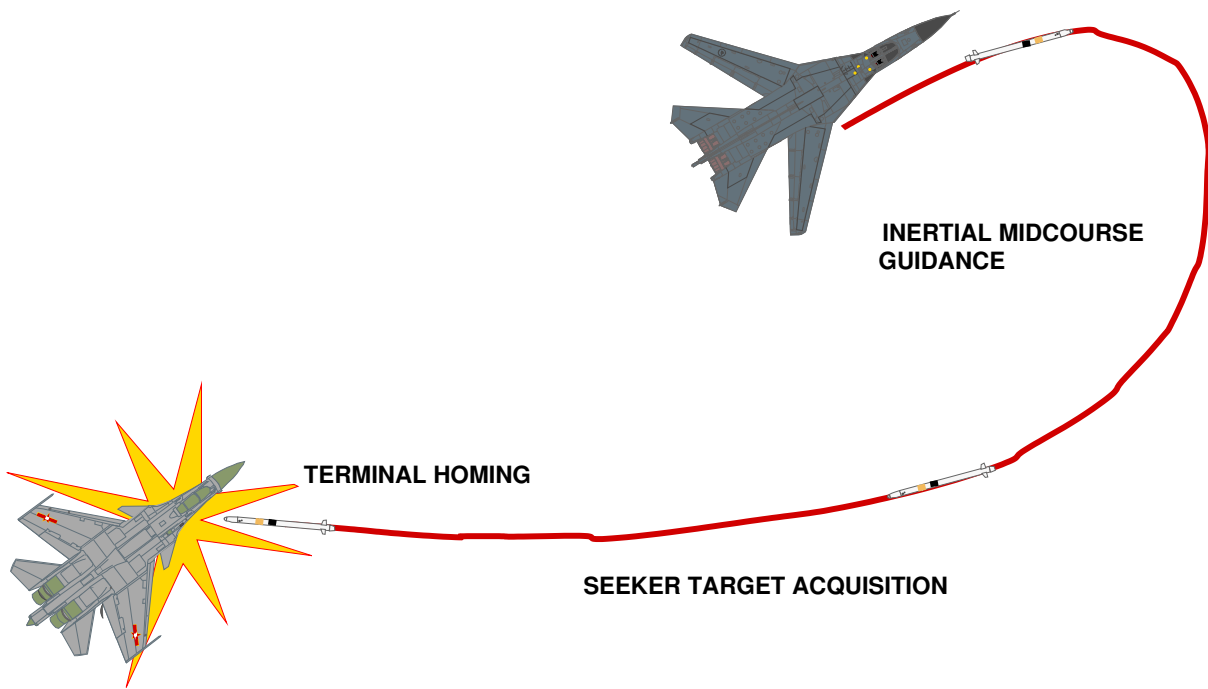 INERTIAL MIDCOURSE
GUIDANCE
TERMINAL HOMING
SEEKER TARGET ACQUISITION